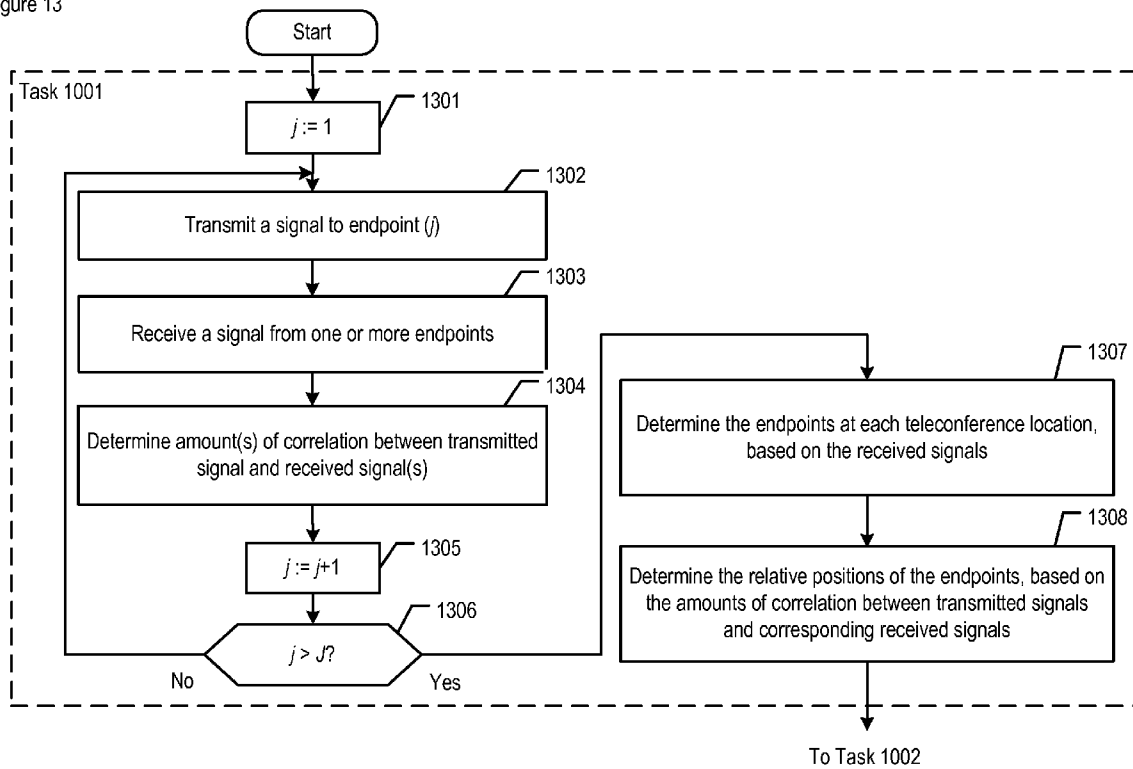 gure 13
Start
Task 1001
1301
j := 1
1302
Transmit a signal to endpoint (j)
1303
Receive a signal from one or more endpoints
1304
Determine amount(s) of correlation between transmitted
signal and received signal(s)
1305
j := j+1
1306
j > J?
No
Yes
1307
Determine the endpoints at each teleconference location,
based on the received signals
1308
Determine the relative positions of the endpoints, based on
the amounts of correlation between transmitted signals
and corresponding received signals
To Task 1002